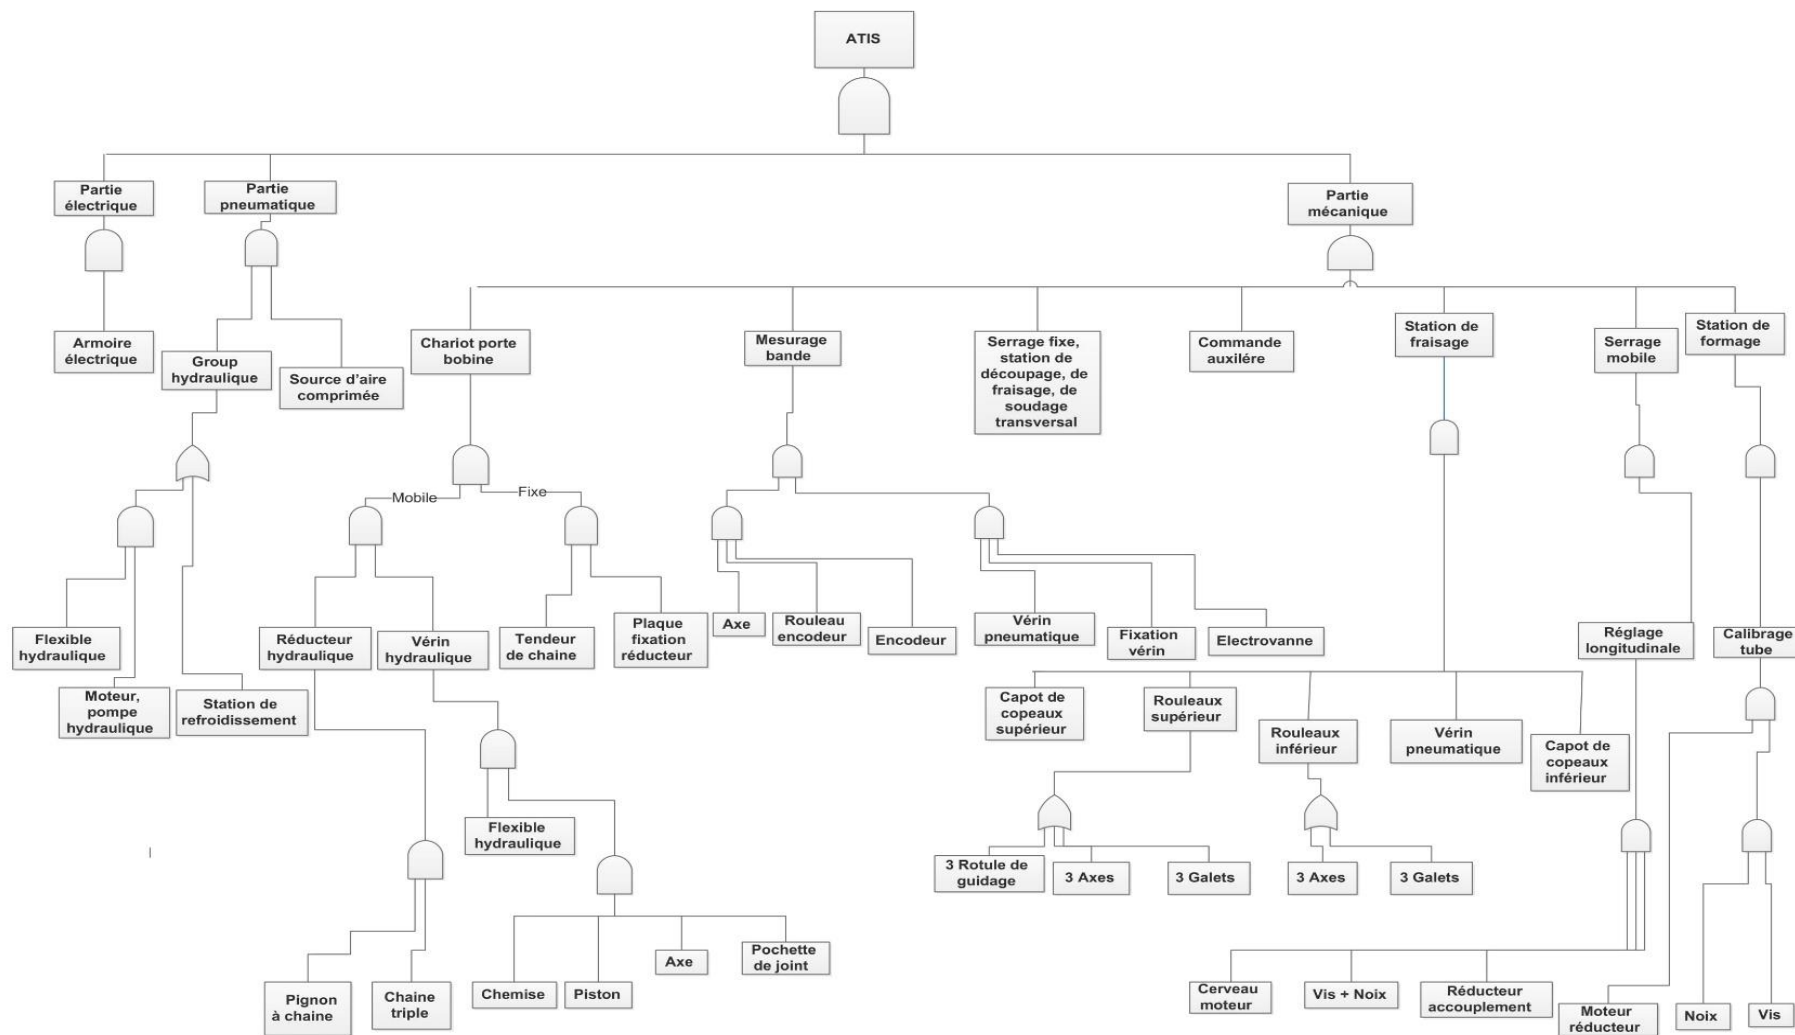 ATIS
Partie
électrique
Partie
pneumatique
Partie
mécanique
Armoire
électrique
Group
hydraulique
Source d'aire
comprimée
Chariot porte
bobine
Mesurage
bande
Serrage fixe,
station de
découpage, de
fraisage, de
soudage
transversal
Commande
auxilére
Station de
fraisage
Serrage
mobile
Station de
formage
Mobile
Fixe
Flexible
hydraulique
Moteur,
pompe
hydraulique
Station de
refroidissement
Réducteur
hydraulique
Vérin
hydraulique
Tendeur
de chaine
Plaque
fixation
réducteur
Axe
Rouleau
encodeur
Encodeur
Vérin
pneumatique
Fixation
vérin
Electrovanne
Réglage
longitudinale
Calibrage
tube
Capot de
copeaux
supérieur
Rouleaux
supérieur
Rouleaux
inférieur
Vérin
pneumatique
Capot de
copeaux
inférieur
Flexible
hydraulique
3 Rotule de
guidage
3 Axes
3 Galets
3 Axes
3 Galets
Pignon
à chaine
Chaine
triple
Chemise
Piston
Axe
Pochette
de joint
Cerveau
moteur
Vis + Noix
Réducteur
accouplement
Moteur
réducteur
Noix
Vis